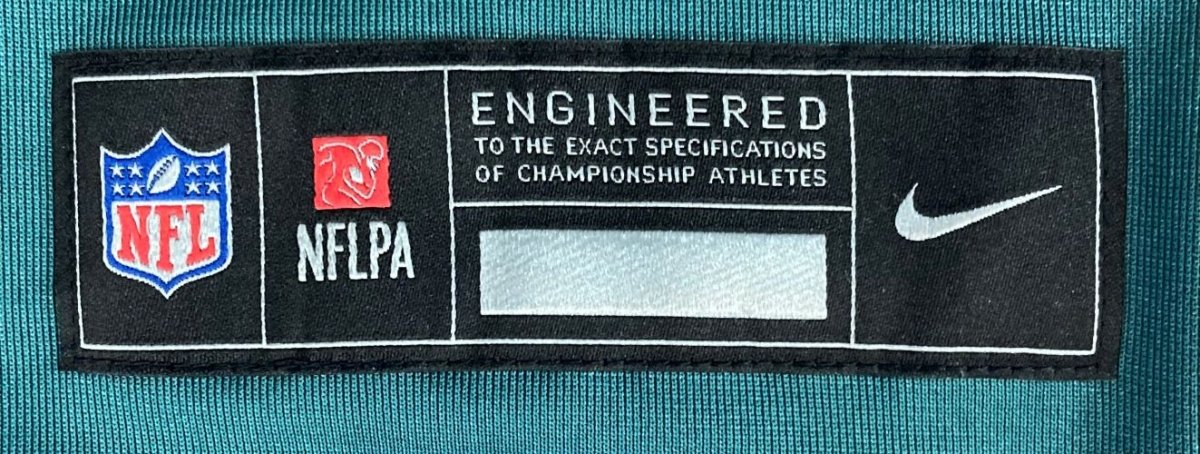 NFL
NFLPA
ENGINEERED
TO THE EXACT SPECIFICATIONS
OF CHAMPIONSHIP ATHLETES